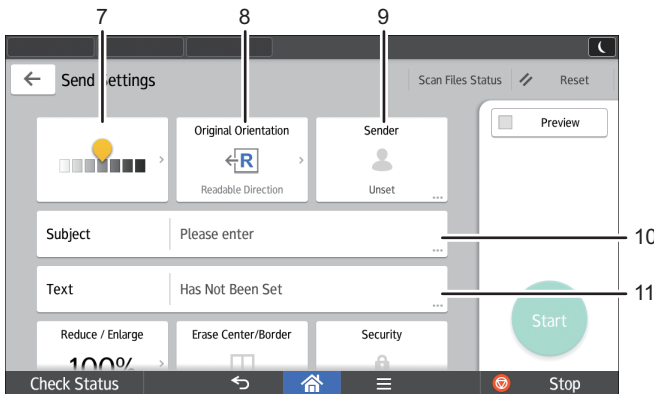 7 8 9
Send Settings
Scan Files Status
Reset
Original Orientation
Sender
Preview
R
Readable Direction
Unset
Subject
Please enter
10
Text
Has Not Been Set
11
Start
Reduce / Enlarge
Erase Center/Border
Security
100%
Check Status
Stop